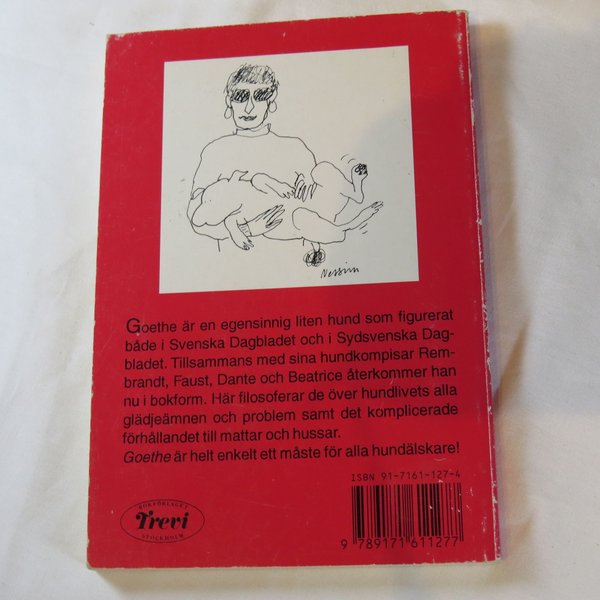 Nessim
Goethe är en egensinnig liten hund som figurerat
både i Svenska Dagbladet och i Sydsvenska Dag-
bladet. Tillsammans med sina hundkompisar Rem-
brandt, Faust, Dante och Beatrice återkommer han
nu i bokform. Här filosoferar de över hundlivets alla
glädjeämnen och problem samt det komplicerade
förhållandet till mattar och hussar.
Goethe är helt enkelt ett måste för alla hundälskare!
ISBN 91-7161-127-4
BOKFÖRLAGET
Trevi
STOCKHOLM
9 789171 611277